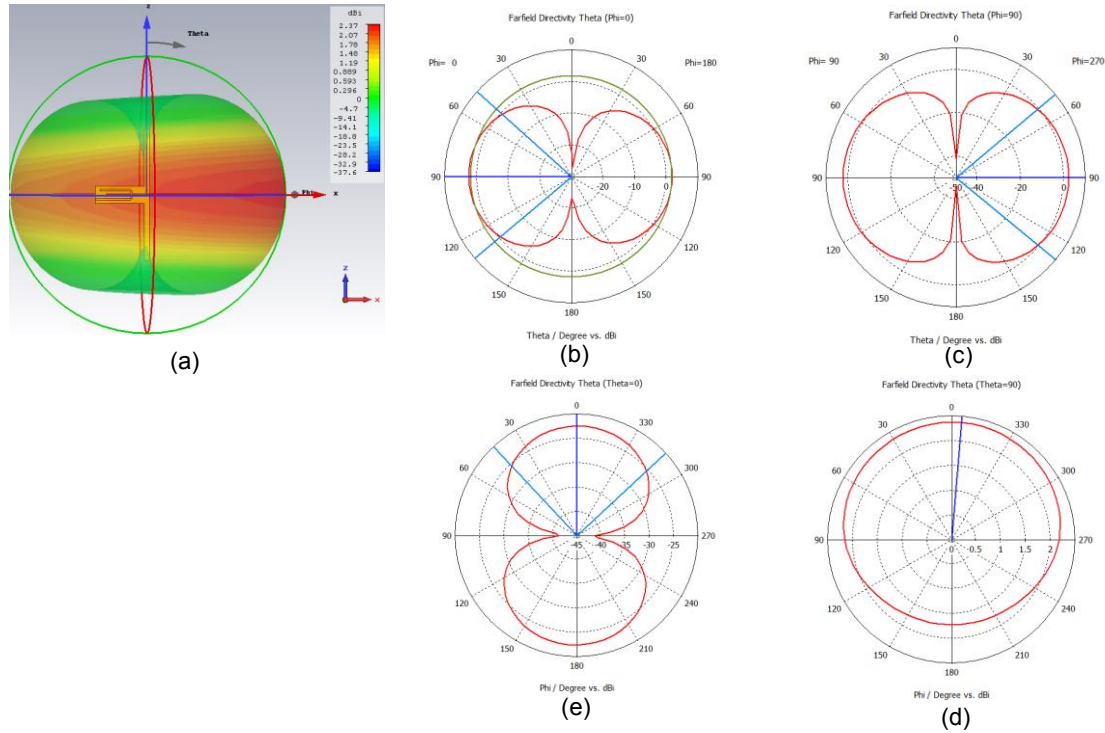 dBi
2.37
2.07
1.78
1.48
1.19
0.889
0.593
0.296
0
-4.7
-9.41
-14.1
-18.8
-23.5
-28.2
-32.9
-37.6
z
Theta
Phi
x
z
x
(a)
Farfield Directivity Theta (Phi=0)
0
30 30
Phi= 0 Phi=180
60 60
90 -20 -10 0 90
120 120
150 150
180
Theta / Degree vs. dBi
(b)
Farfield Directivity Theta (Phi=90)
0
30 30
Phi= 90 Phi=270
60 60
90 -50 -40 -20 0 90
120 120
150 150
180
Theta / Degree vs. dBi
(c)
Farfield Directivity Theta (Theta=0)
0
30 330
60 300
90 -45 -40 -35 -30 -25 270
120 240
150 210
180
Phi / Degree vs. dBi
(e)
Farfield Directivity Theta (Theta=90)
0
30 330
60 300
90 0 0.5 1 1.5 2 270
120 240
150 210
180
Phi / Degree vs. dBi
(d)